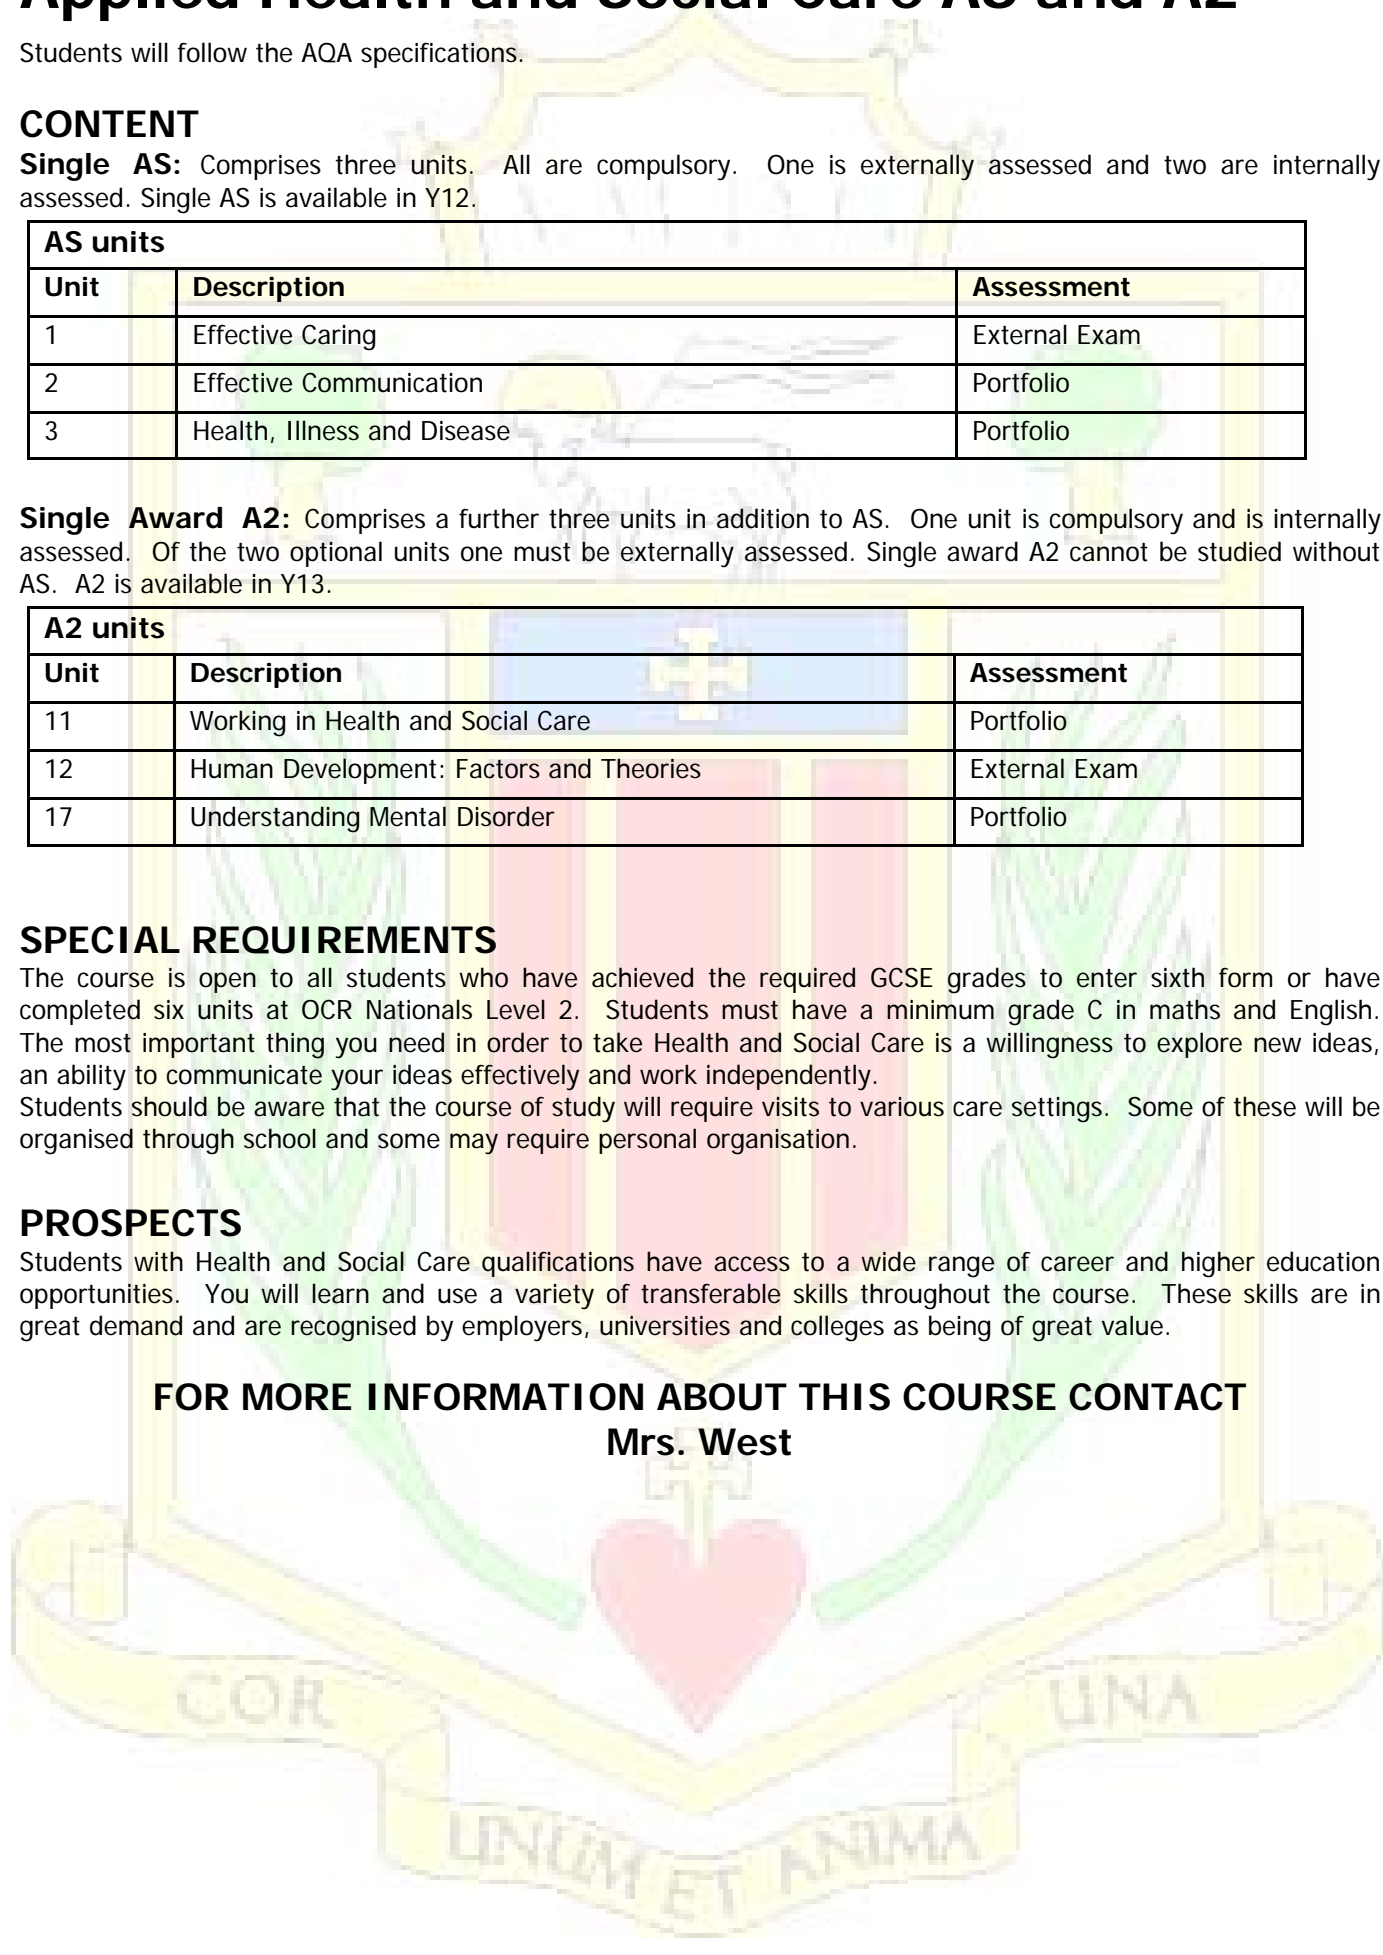 Applied Health and Social Care AS and A2
Students will follow the AQA specifications.
CONTENT
Single AS: Comprises three units. All are compulsory. One is externally assessed and two are internally
assessed. Single AS is available in Y12.
AS units
Unit Description Assessment
1 Effective Caring External Exam
2 Effective Communication Portfolio
3 Health, Illness and Disease Portfolio
Single Award A2: Comprises a further three units in addition to AS. One unit is compulsory and is internally
assessed. Of the two optional units one must be externally assessed. Single award A2 cannot be studied without
AS. A2 is available in Y13.
A2 units
Unit Description Assessment
11 Working in Health and Social Care Portfolio
12 Human Development: Factors and Theories External Exam
17 Understanding Mental Disorder Portfolio
SPECIAL REQUIREMENTS
The course is open to all students who have achieved the required GCSE grades to enter sixth form or have
completed six units at OCR Nationals Level 2. Students must have a minimum grade C in maths and English.
The most important thing you need in order to take Health and Social Care is a willingness to explore new ideas,
an ability to communicate your ideas effectively and work independently.
Students should be aware that the course of study will require visits to various care settings. Some of these will be
organised through school and some may require personal organisation.
PROSPECTS
Students with Health and Social Care qualifications have access to a wide range of career and higher education
opportunities. You will learn and use a variety of transferable skills throughout the course. These skills are in
great demand and are recognised by employers, universities and colleges as being of great value.
FOR MORE INFORMATION ABOUT THIS COURSE CONTACT
Mrs. West
COR UNUM ET ANIMA UNA